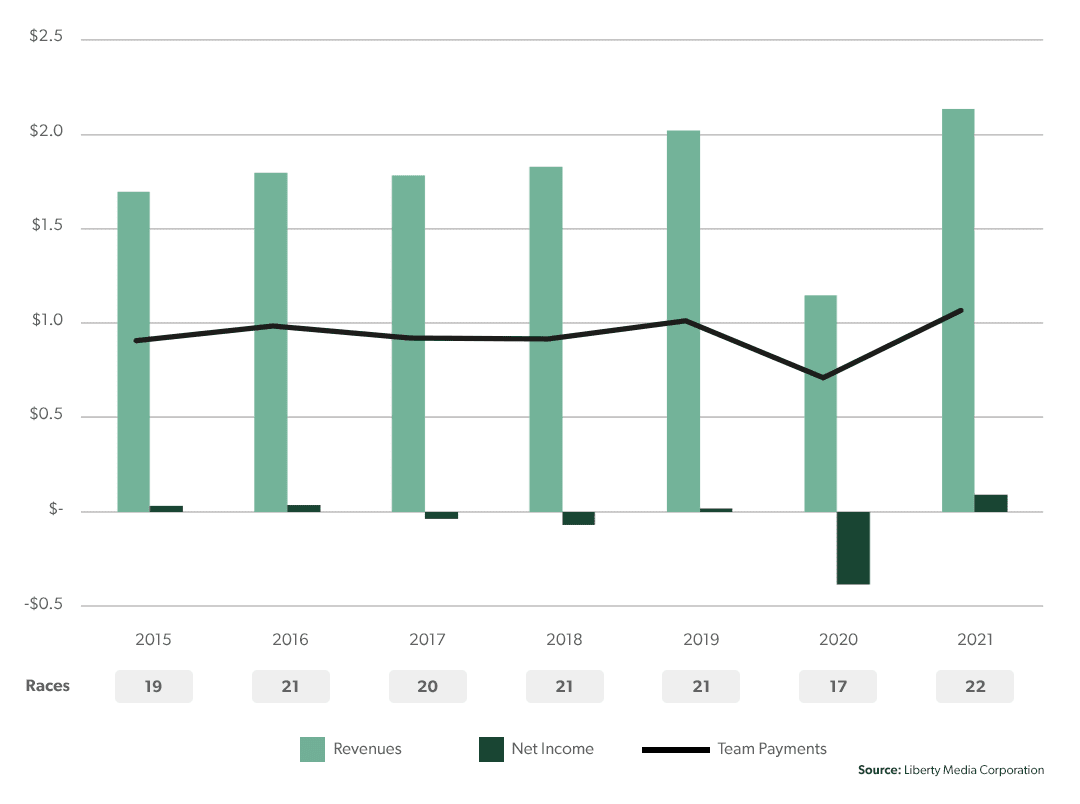 $2.5
$2.0
$1.5
$1.0
$0.5
$-
-$0.5
2015 2016 2017 2018 2019 2020 2021
Races 19 21 20 21 21 17 22
Revenues Net Income Team Payments
Source: Liberty Media Corporation